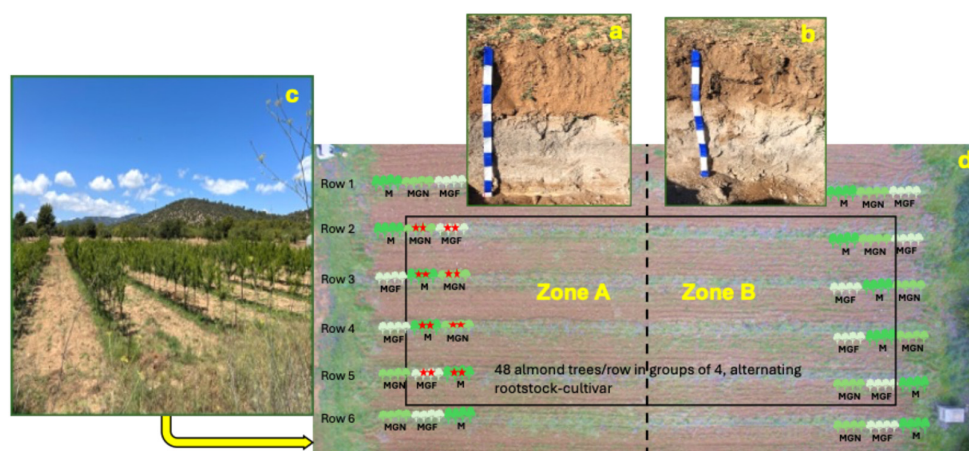 a
b
c
d
Row 1
M MGN MGF
M MGN MGF
Row 2
M MGN MGF
M MGN MGF
Row 3
MGF M MGN
MGF M MGN
Zone A
Zone B
Row 4
MGF M MGN
MGF M MGN
Row 5
MGN MGF M
MGN MGF M
48 almond trees/row in groups of 4, alternating
rootstock-cultivar
Row 6
MGN MGF M
MGN MGF M